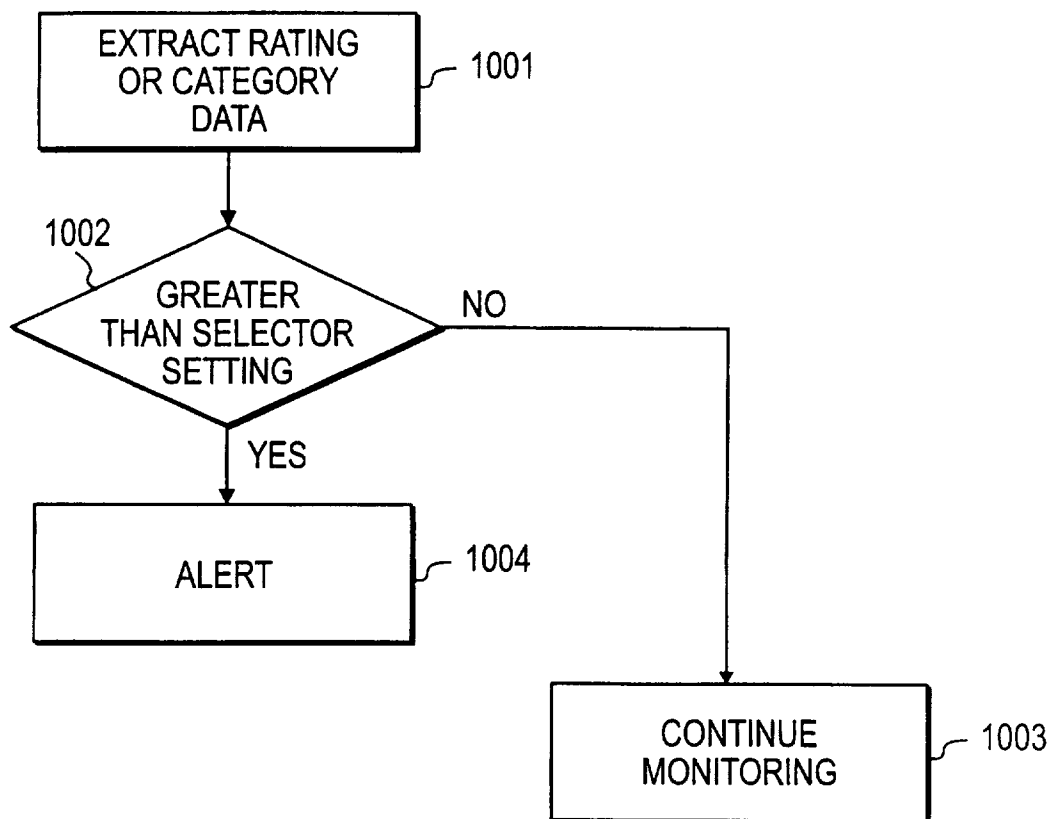 EXTRACT RATING
OR CATEGORY
DATA
1001
1002
GREATER
THAN SELECTOR
SETTING
NO
YES
ALERT
1004
CONTINUE
MONITORING
1003